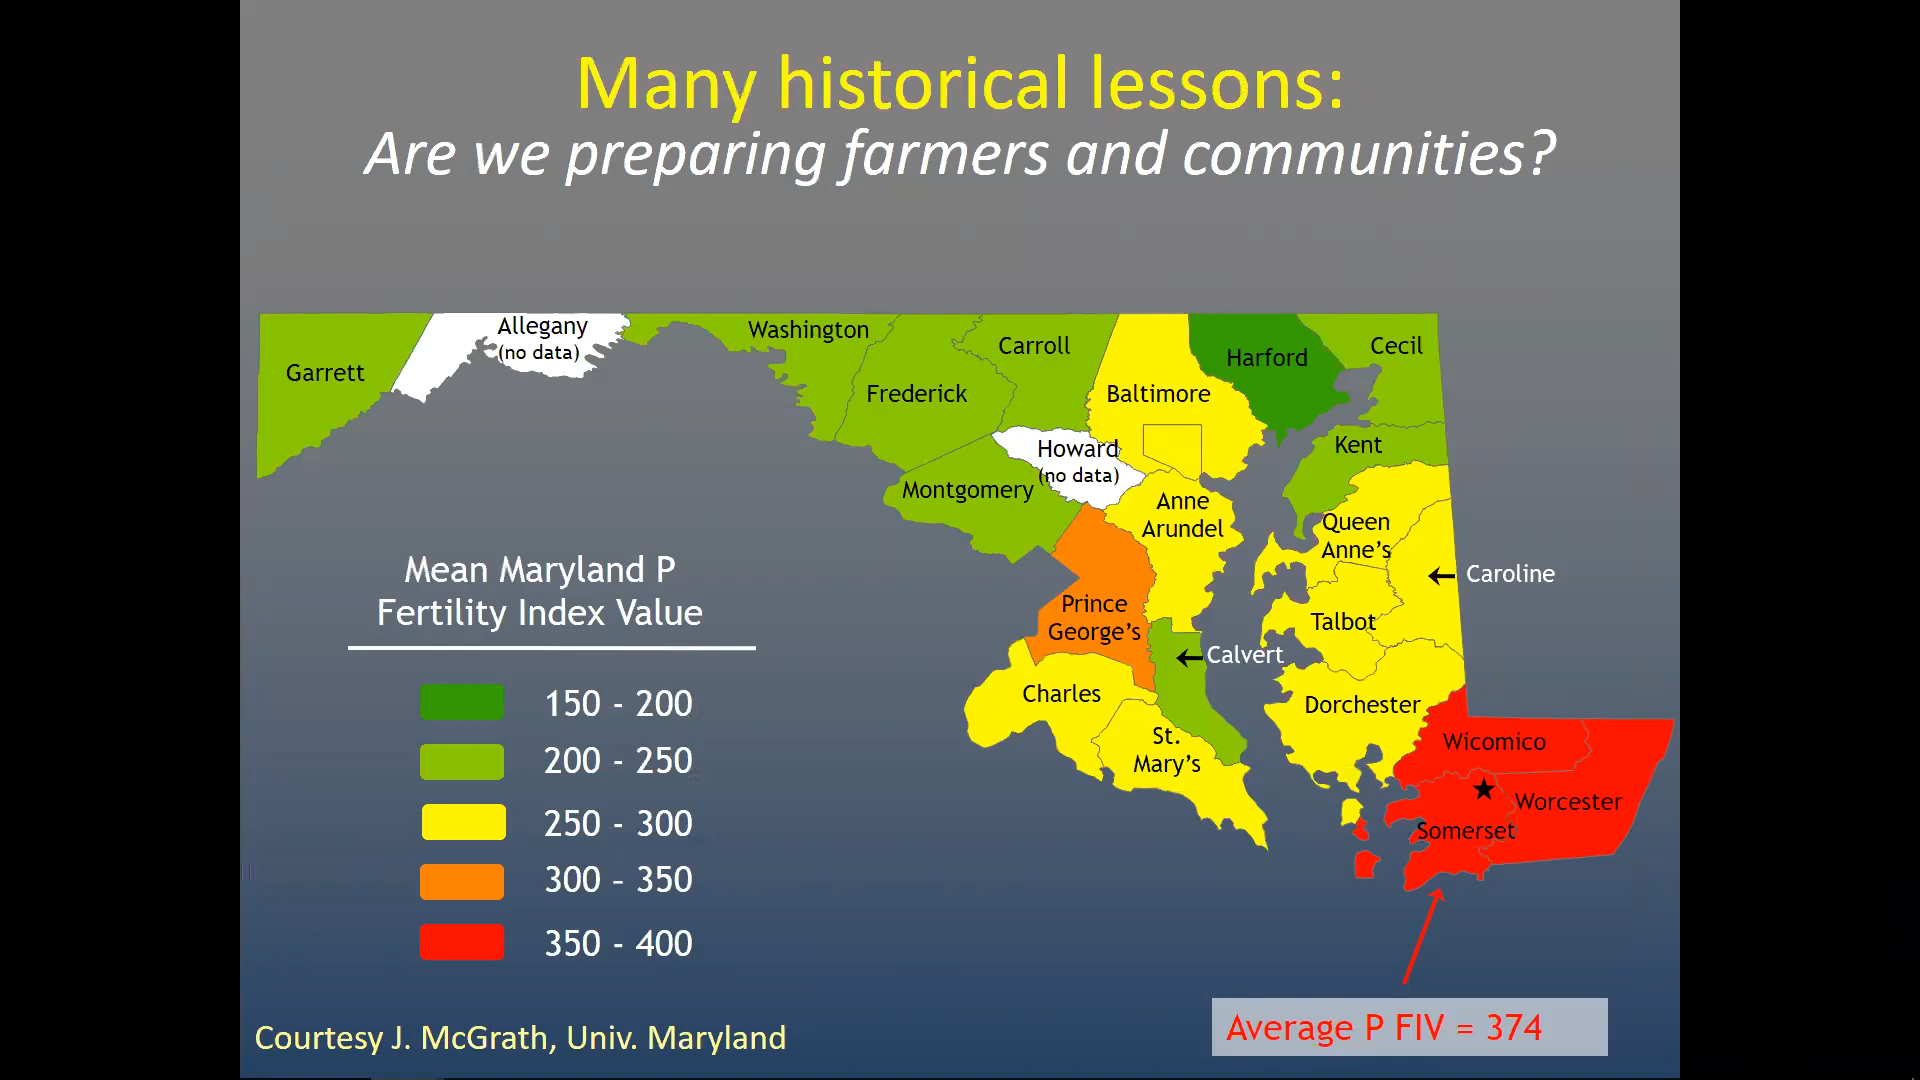 Many historical lessons:
Are we preparing farmers and communities?
Allegany
(no data)
Washington
Garrett
Carroll
Frederick
Harford
Cecil
Baltimore
Howard
(no data)
Kent
Montgomery
Anne
Arundel
Queen
Anne's
Caroline
Prince
George's
Talbot
Calvert
Charles
Dorchester
St.
Mary's
Wicomico
Worcester
Somerset
Mean Maryland P
Fertility Index Value
150 - 200
200 - 250
250 - 300
300 - 350
350 - 400
Courtesy J. McGrath, Univ. Maryland
Average P FIV = 374